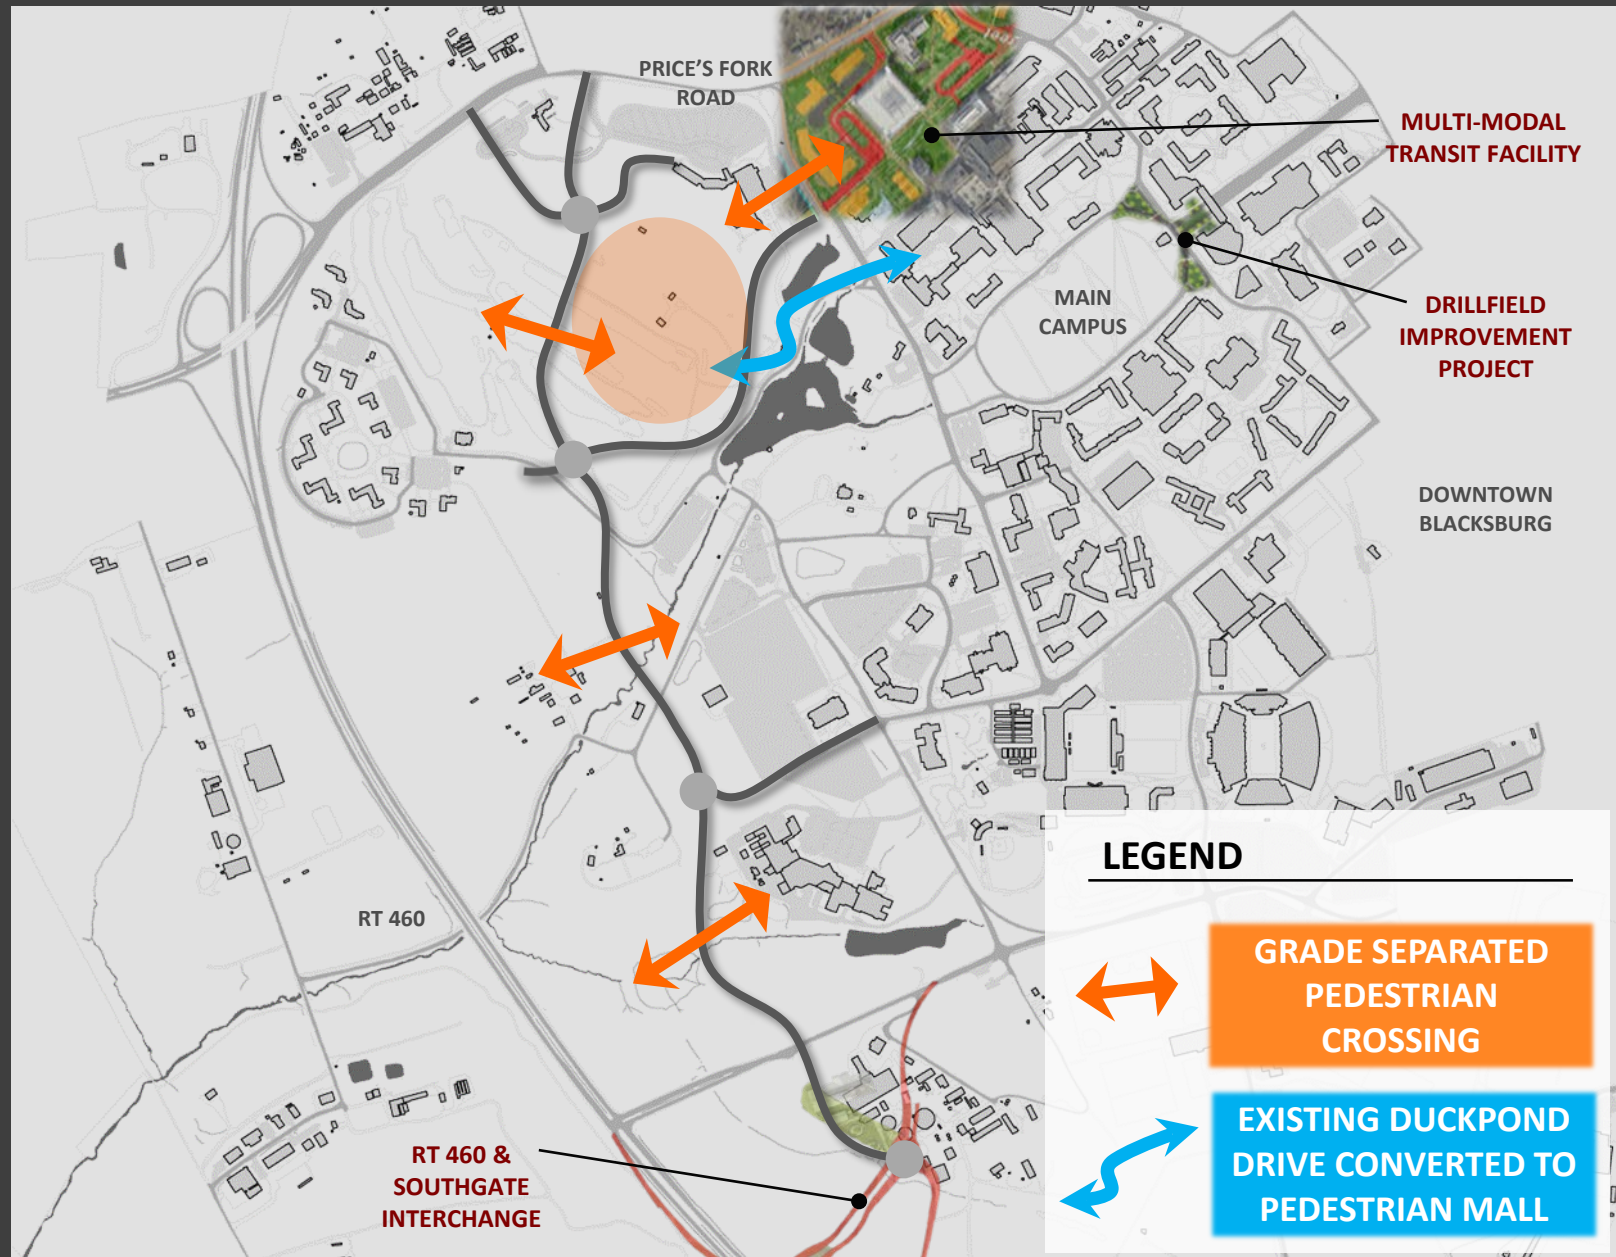 PRICE'S FORK
ROAD
MULTI-MODAL
TRANSIT FACILITY
MAIN
CAMPUS
DRILLFIELD
IMPROVEMENT
PROJECT
DOWNTOWN
BLACKSBURG
RT 460
RT 460 &
SOUTHGATE
INTERCHANGE
LEGEND
GRADE SEPARATED
PEDESTRIAN
CROSSING
EXISTING DUCKPOND
DRIVE CONVERTED TO
PEDESTRIAN MALL